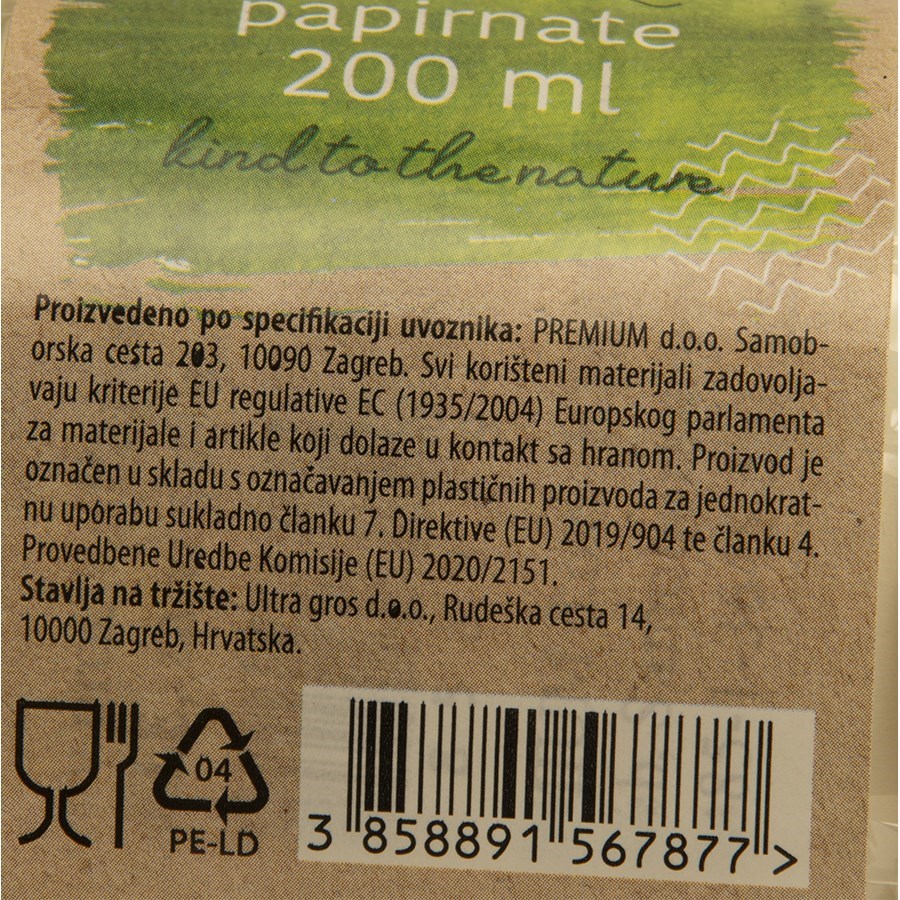 papirnate
200 ml
kind to the nature
Proizvedeno po specifikaciji uvoznika: PREMIUM d.o.o. Samob-
orska cesta 203, 10090 Zagreb. Svi korišteni materijali zadovolja-
vaju kriterije EU regulative EC (1935/2004) Europskog parlamenta
za materijale i artikle koji dolaze u kontakt sa hranom. Proizvod je
označen u skladu s označavanjem plastičnih proizvoda za jednokrat-
nu uporabu sukladno članku 7. Direktive (EU) 2019/904 te članku 4.
Provedbene Uredbe Komisije (EU) 2020/2151.
Stavlja na tržište: Ultra gros d.o.o., Rudeška cesta 14,
10000 Zagreb, Hrvatska.
04
PE-LD
3 858891 567877 >